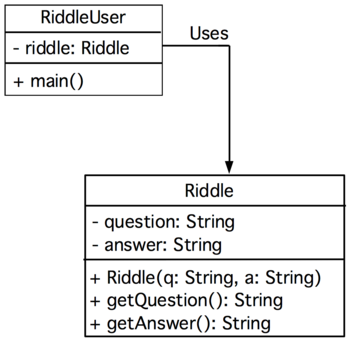 RiddleUser
- riddle: Riddle
+ main()
Uses
Riddle
- question: String
- answer: String
+ Riddle(q: String, a: String)
+ getQuestion(): String
+ getAnswer(): String